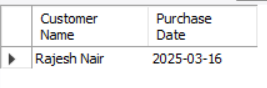 Customer Name Purchase Date
Rajesh Nair 2025-03-16